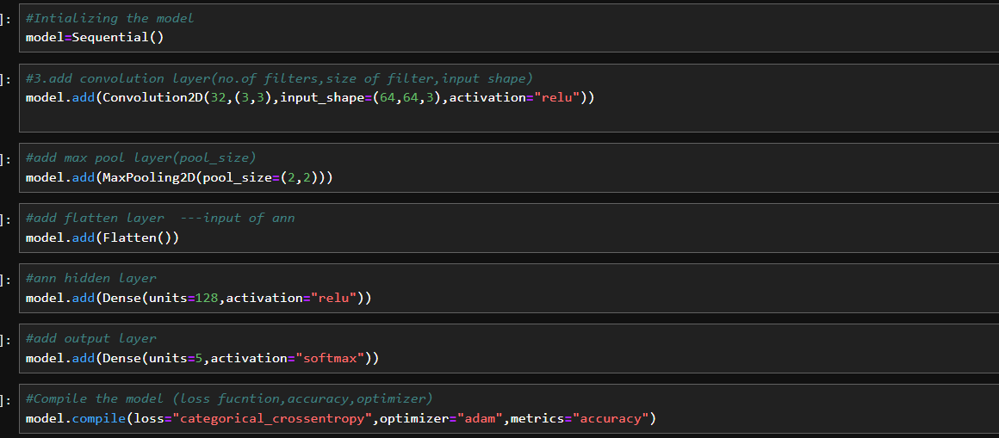 ]: #Intializing the model
model=Sequential()
]: #3.add convolution layer(no.of filters,size of filter,input shape)
model.add(Convolution2D(32,(3,3),input_shape=(64,64,3),activation="relu"))
]: #add max pool layer(pool_size)
model.add(MaxPooling2D(pool_size=(2,2)))
]: #add flatten layer  ---input of ann
model.add(Flatten())
]: #ann hidden layer
model.add(Dense(units=128,activation="relu"))
]: #add output layer
model.add(Dense(units=5,activation="softmax"))
]: #Compile the model (loss fucntion,accuracy,optimizer)
model.compile(loss="categorical_crossentropy",optimizer="adam",metrics="accuracy")